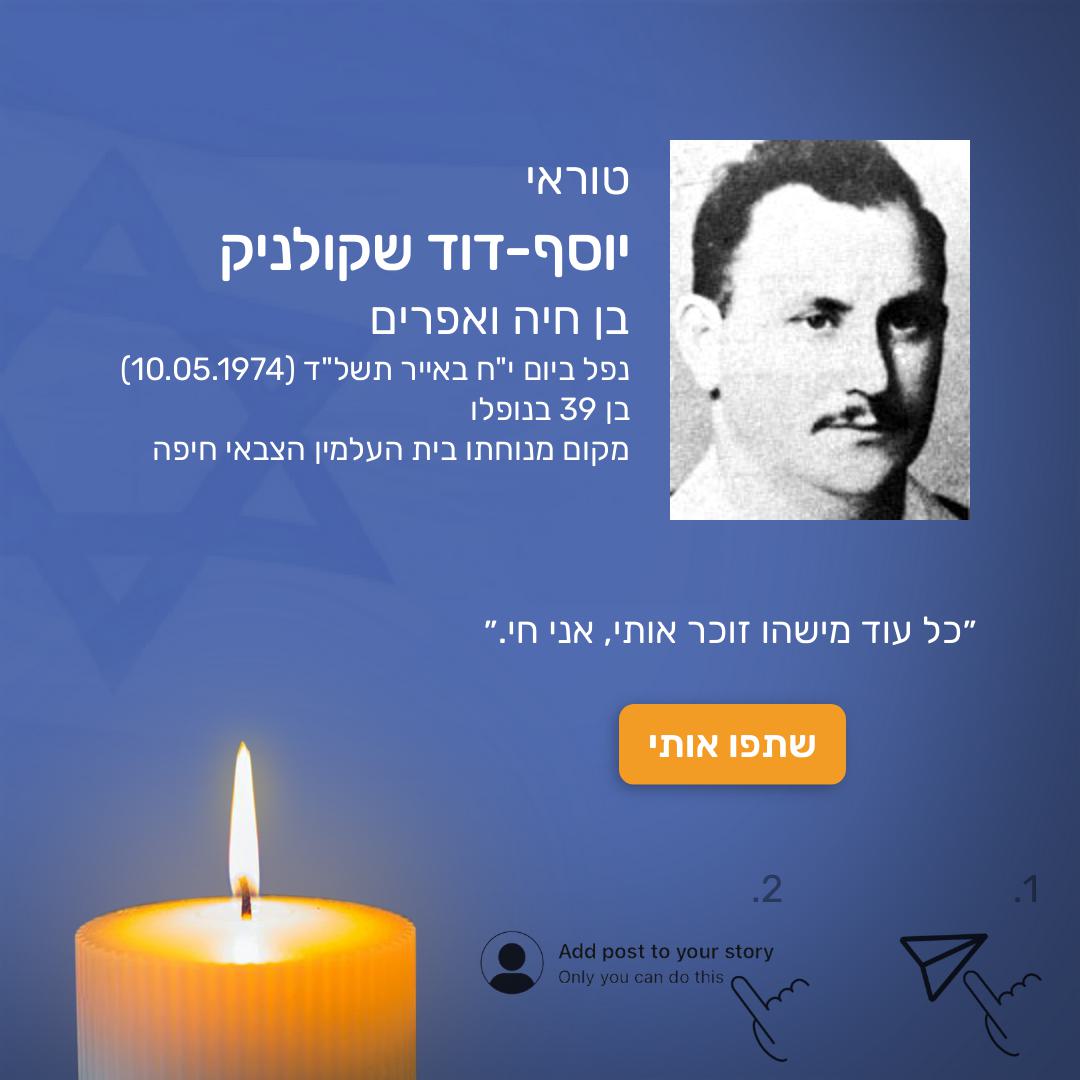 טוראי
יוסף-דוד שקולניק
בן חיה ואפרים
נפל ביום י"ח באייר תשל"ד (10.05.1974)
בן 39 בנופלו
מקום מנוחתו בית העלמין הצבאי חיפה
״כל עוד מישהו זוכר אותי, אני חי.״
שתפו אותי
1.
2.
Add post to your story
Only you can do this